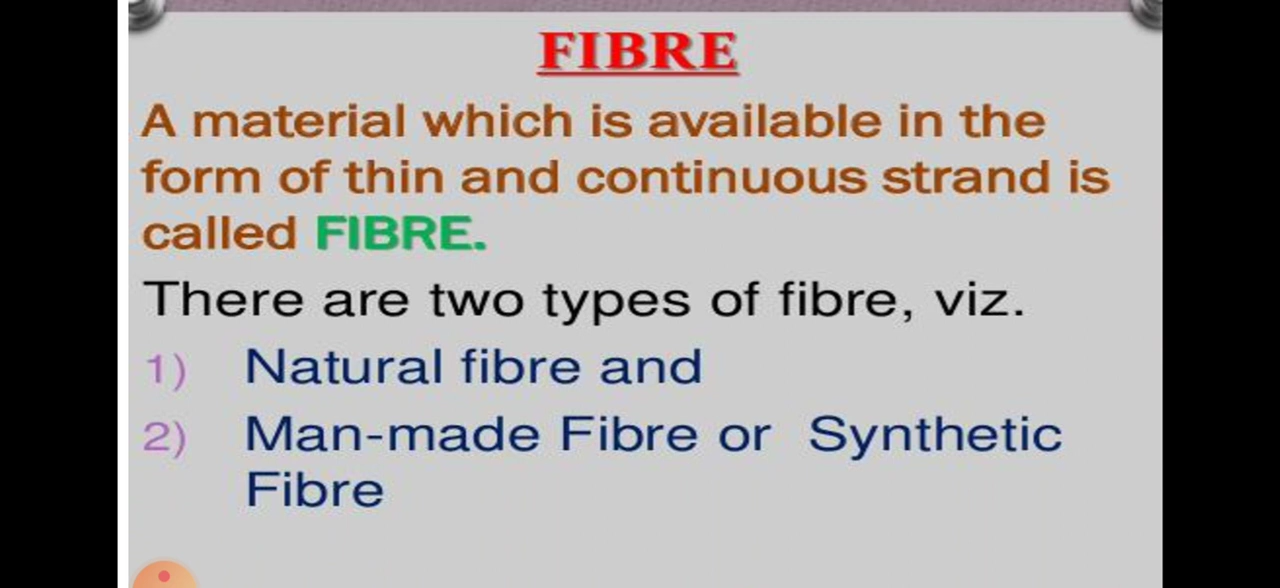 FIBRE
A material which is available in the
form of thin and continuous strand is
called FIBRE.
There are two types of fibre, viz.
1) Natural fibre and
2) Man-made Fibre or Synthetic
Fibre